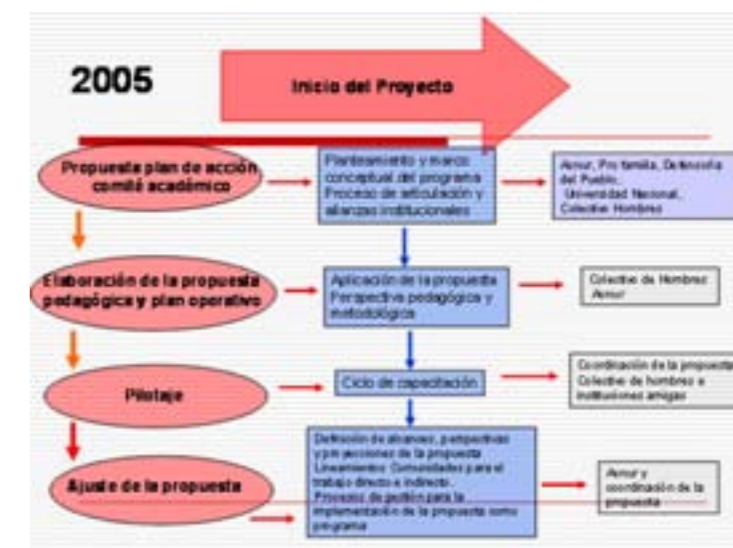 2005
Inicio del Proyecto
Propuesta plan de acción
comité académico
Planteamiento y marco
conceptual del programa
Proceso de articulación y
alianzas institucionales
Acnur, Pro familia, Defensoría
del Pueblo,
Universidad Nacional,
Colectivo Hombres
Elaboración de la propuesta
pedagógica y plan operativo
Aplicación de la propuesta
Perspectiva pedagógica y
metodológica
Colectivo de Hombres
Acnur
Pilotaje
Ciclo de capacitación
Coordinación de la propuesta
Colectivo de hombres e
instituciones amigas
Ajuste de la propuesta
Definición de alcances, perspectivas
y proyecciones de la propuesta
Lineamientos Comunidades para el
trabajo directo e indirecto.
Procesos de gestión para la
implementación de la propuesta como
programa
Acnur y
coordinación de la
propuesta